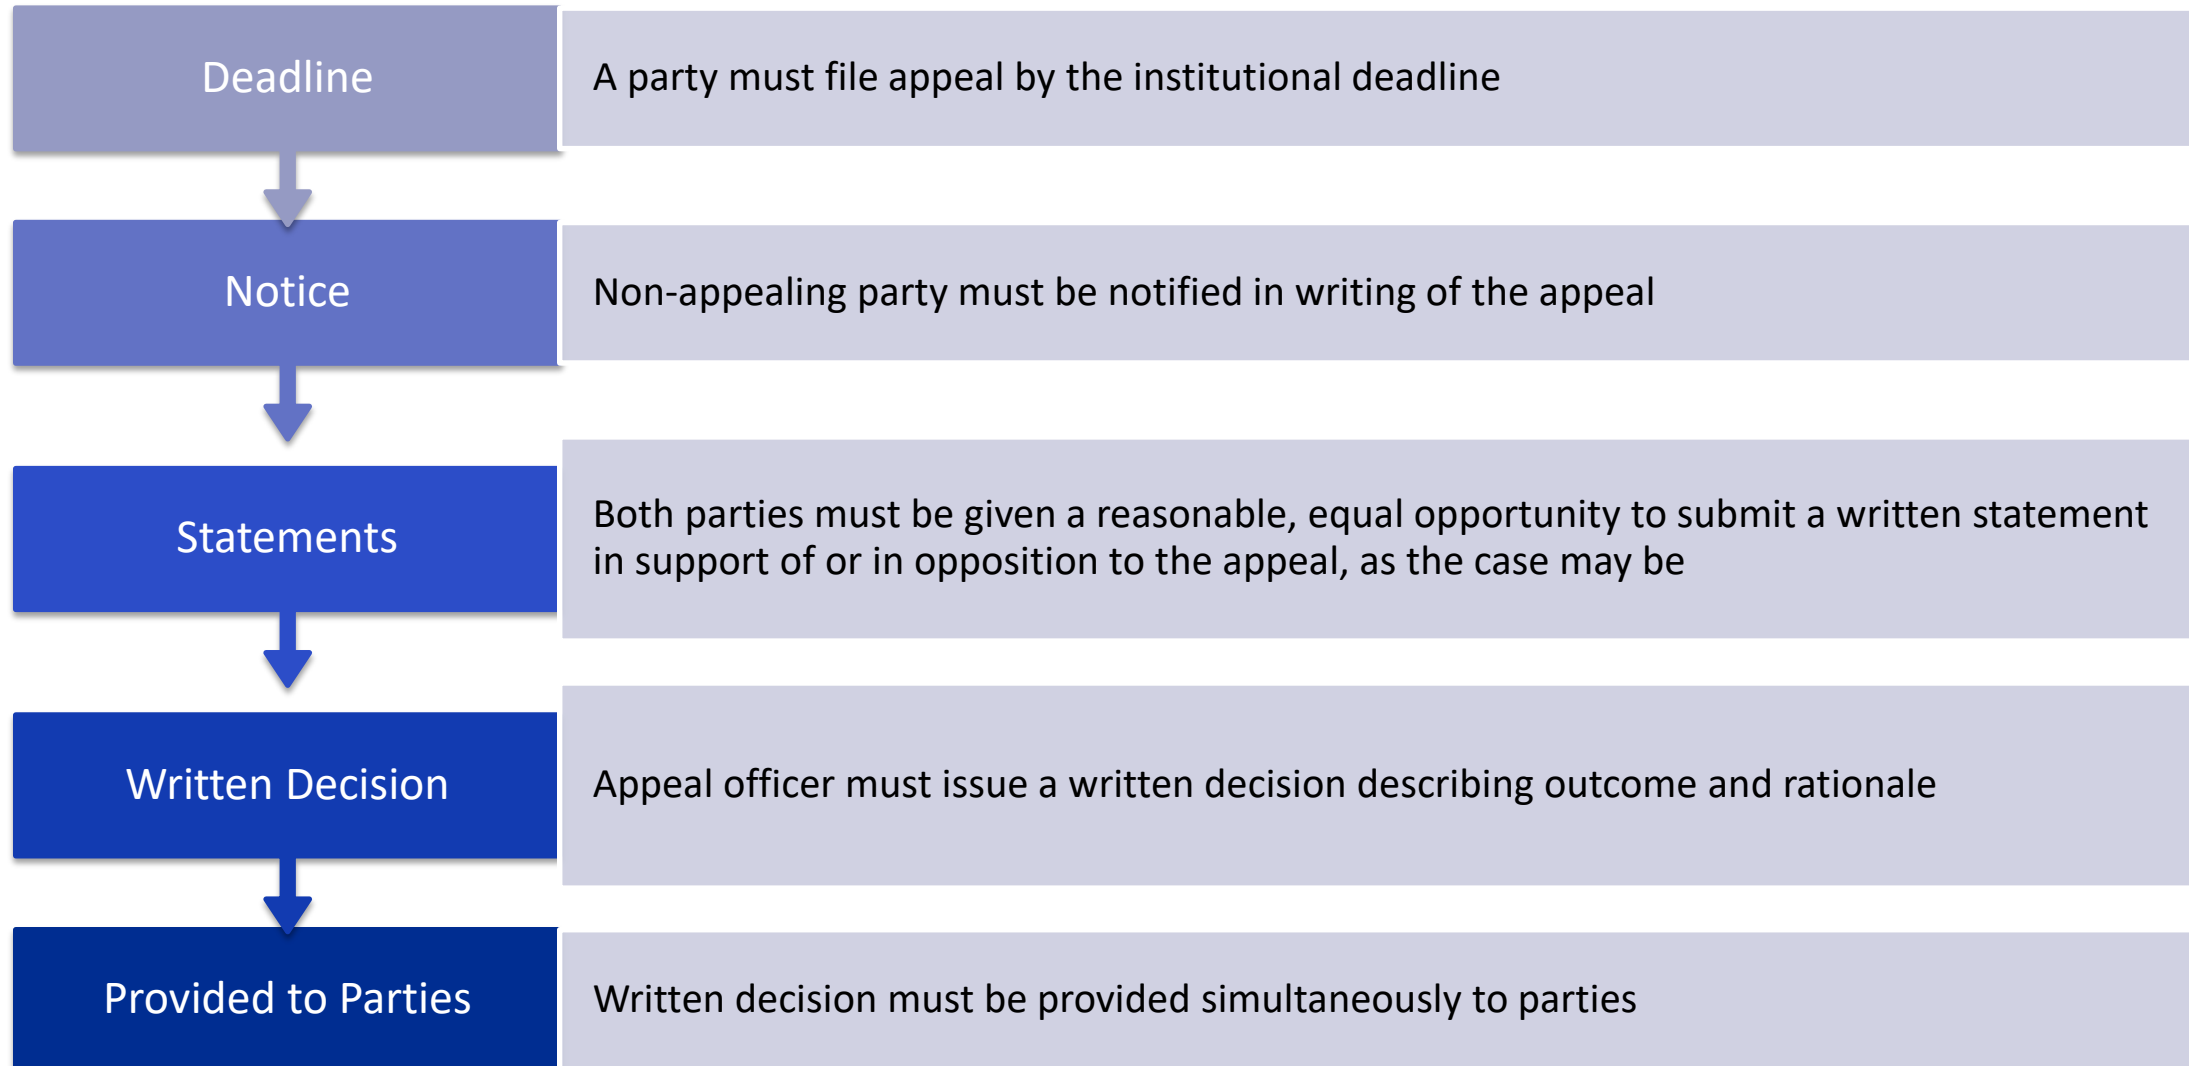 Deadline
A party must file appeal by the institutional deadline
Notice
Non-appealing party must be notified in writing of the appeal
Statements
Both parties must be given a reasonable, equal opportunity to submit a written statement
in support of or in opposition to the appeal, as the case may be
Written Decision
Appeal officer must issue a written decision describing outcome and rationale
Provided to Parties
Written decision must be provided simultaneously to parties